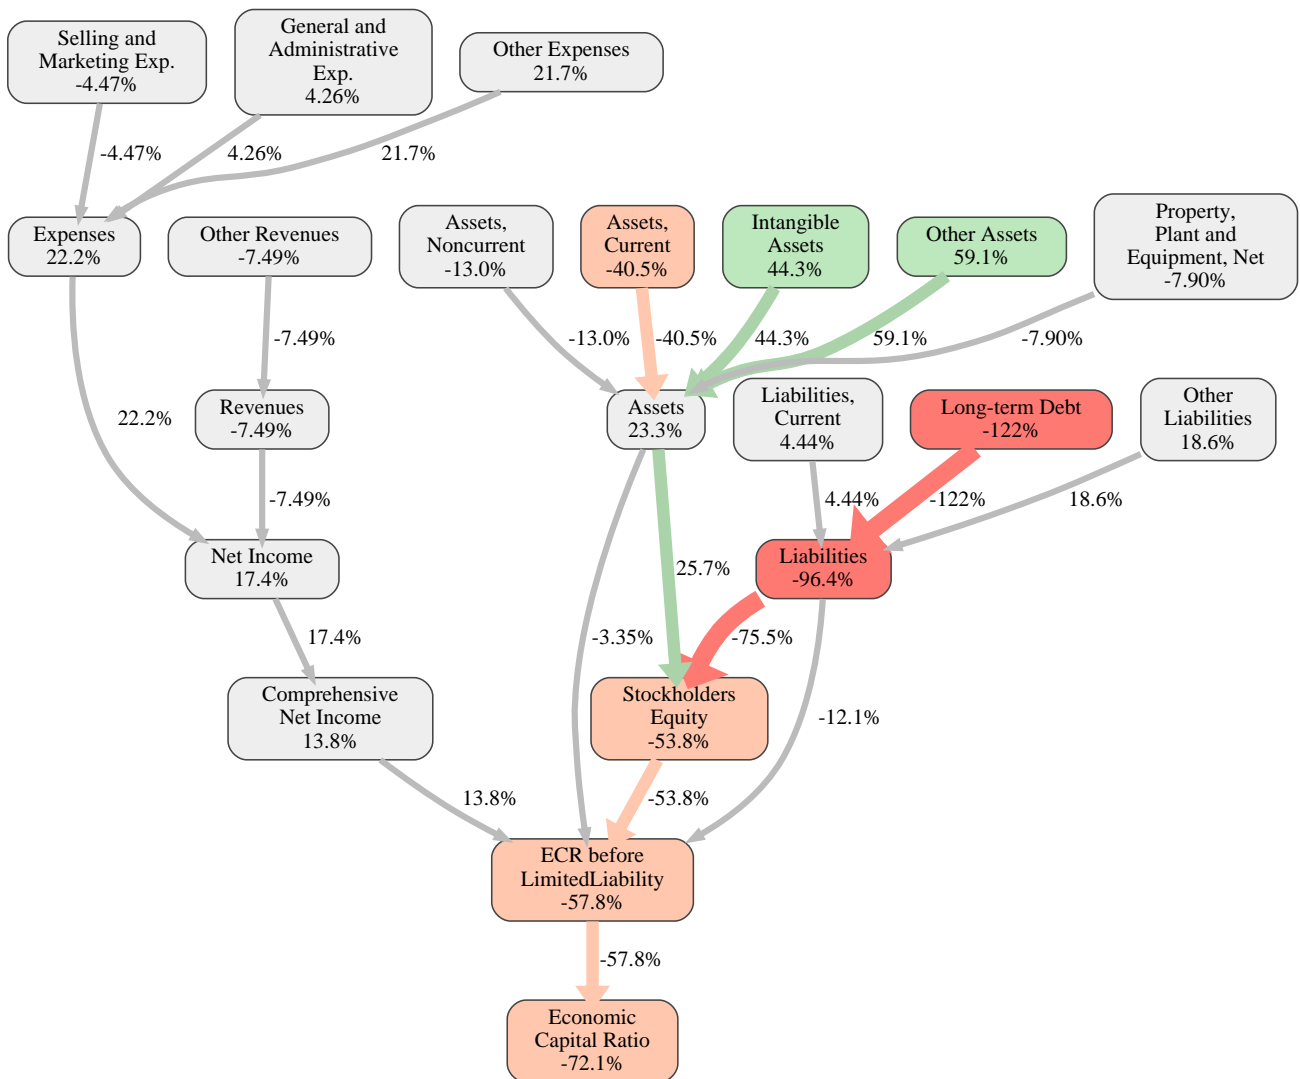 Selling and
Marketing Exp.
-4.47%
General and
Administrative
Exp.
4.26%
Other Expenses
21.7%
-4.47%
4.26%
21.7%
Expenses
22.2%
Other Revenues
-7.49%
Assets,
Noncurrent
-13.0%
Assets,
Current
-40.5%
Intangible
Assets
44.3%
Other Assets
59.1%
Property,
Plant and
Equipment, Net
-7.90%
-7.49%
-13.0%
-40.5%
44.3%
59.1%
-7.90%
22.2%
Revenues
-7.49%
Assets
23.3%
Liabilities,
Current
4.44%
Long-term Debt
-122%
Other
Liabilities
18.6%
-7.49%
4.44%
-122%
18.6%
Net Income
17.4%
25.7%
Liabilities
-96.4%
17.4%
-3.35%
-75.5%
Comprehensive
Net Income
13.8%
Stockholders
Equity
-53.8%
-12.1%
13.8%
-53.8%
ECR before
LimitedLiability
-57.8%
-57.8%
Economic
Capital Ratio
-72.1%